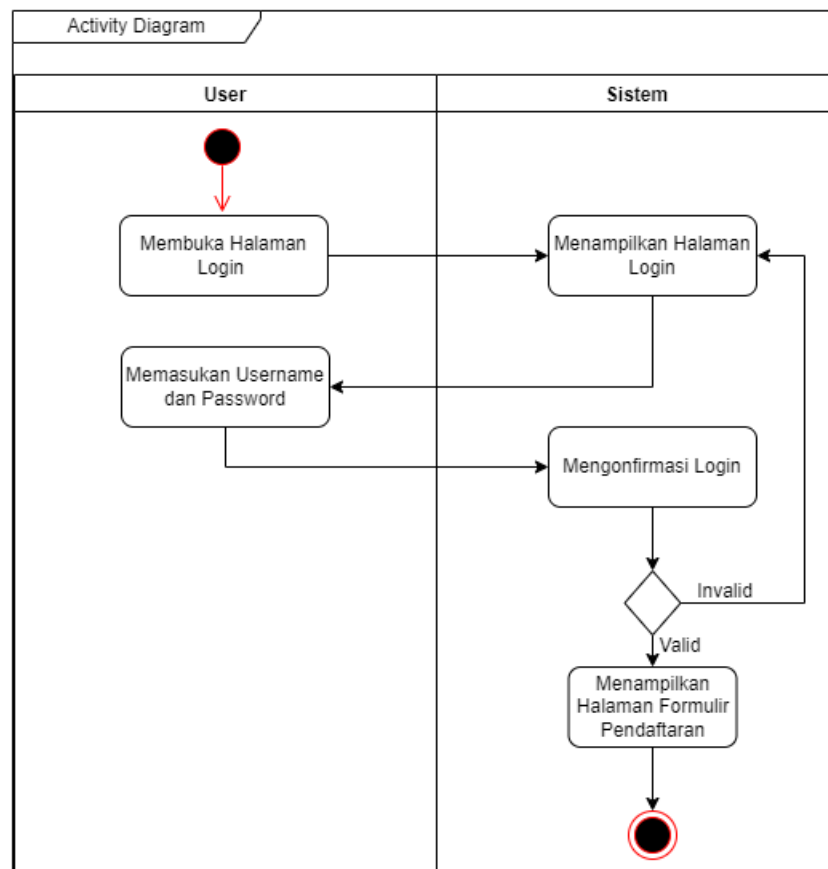 Activity Diagram
User
Sistem
Membuka Halaman
Login
Menampilkan Halaman
Login
Memasukan Username
dan Password
Mengonfirmasi Login
Invalid
Valid
Menampilkan
Halaman Formulir
Pendaftaran